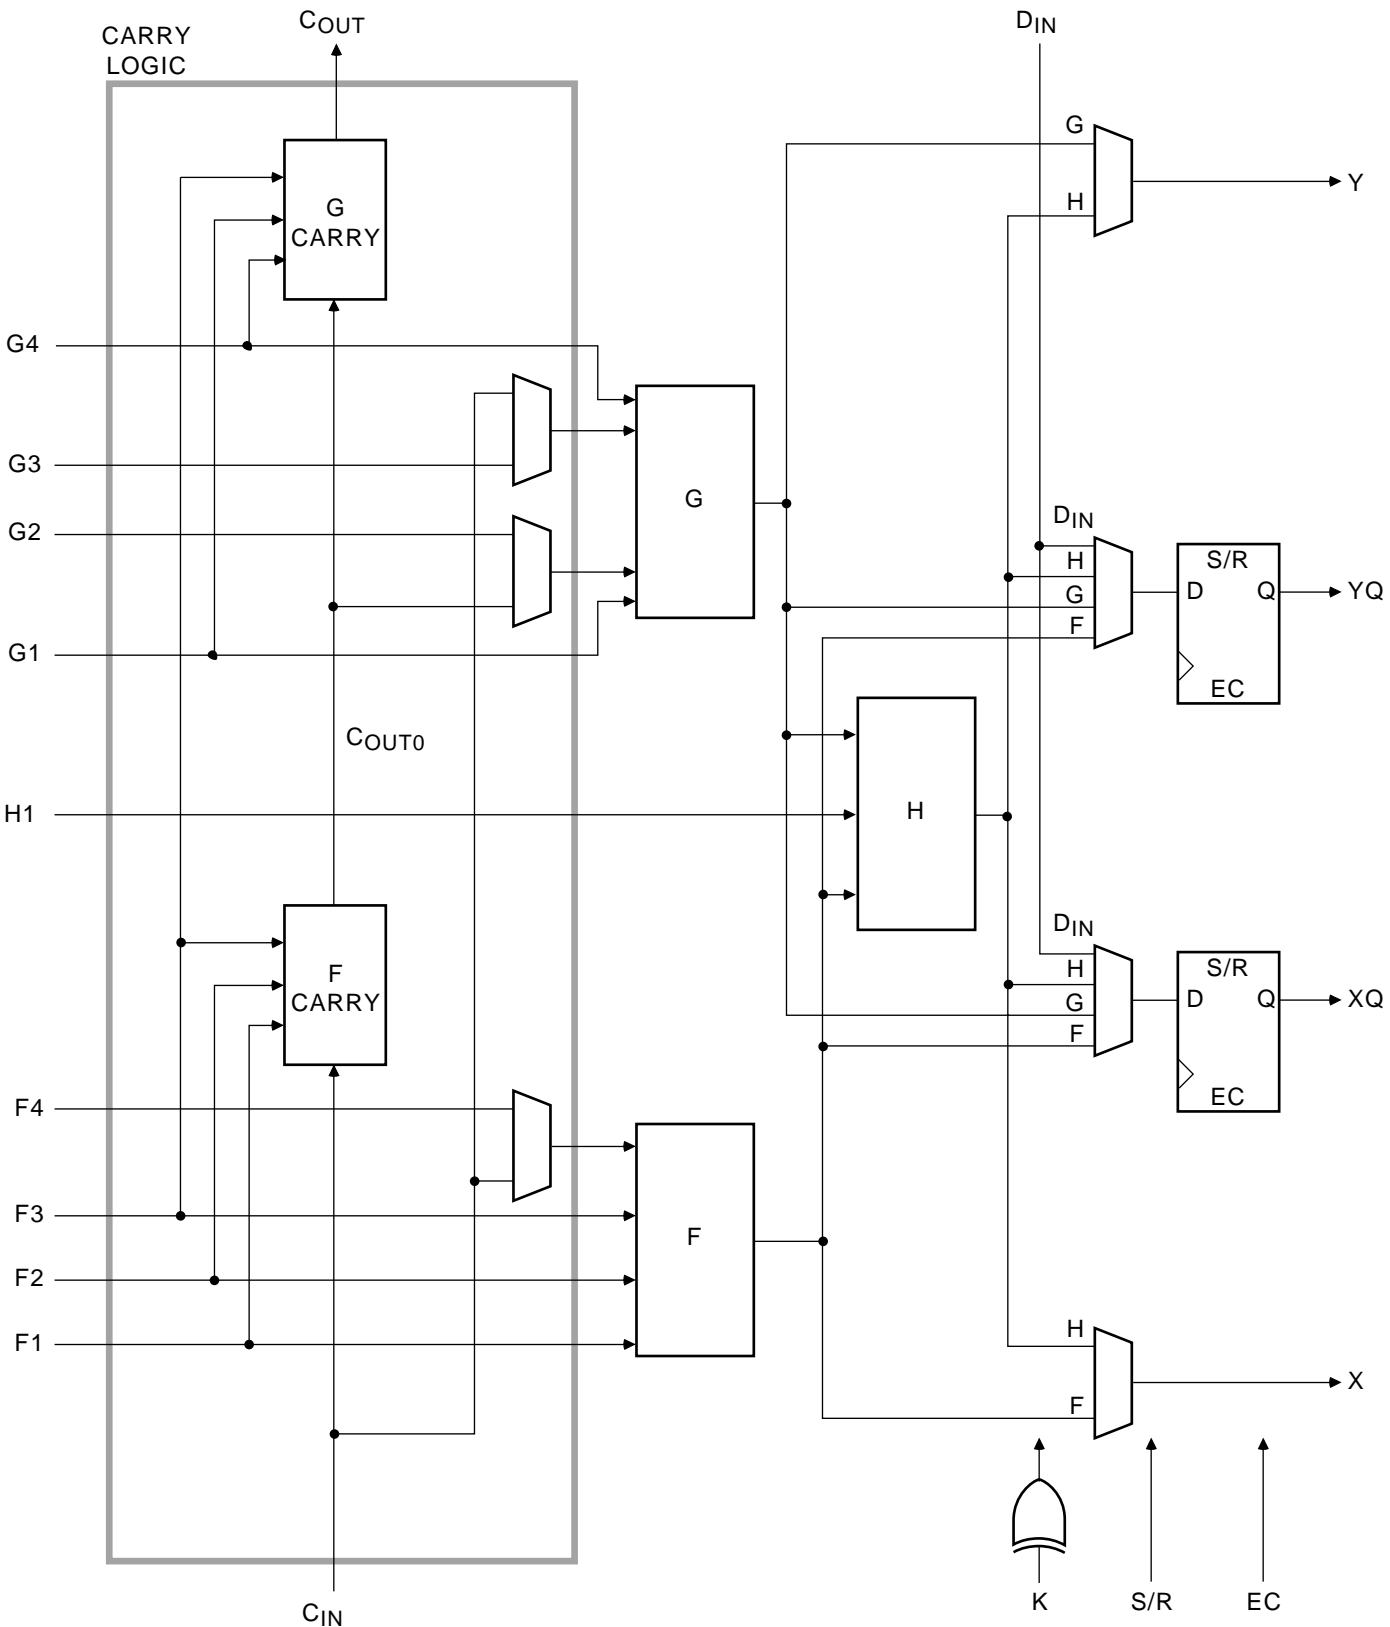 COUT
DIN
CARRY
LOGIC
G
H
Y
G
CARRY
G4
G3
G2
G1
G
DIN
H
G
F
S/R
D
Q
EC
YQ
COUT0
H1
H
F
CARRY
DIN
H
G
F
S/R
D
Q
EC
XQ
F4
F3
F2
F1
F
H
F
X
K
S/R
EC
CIN